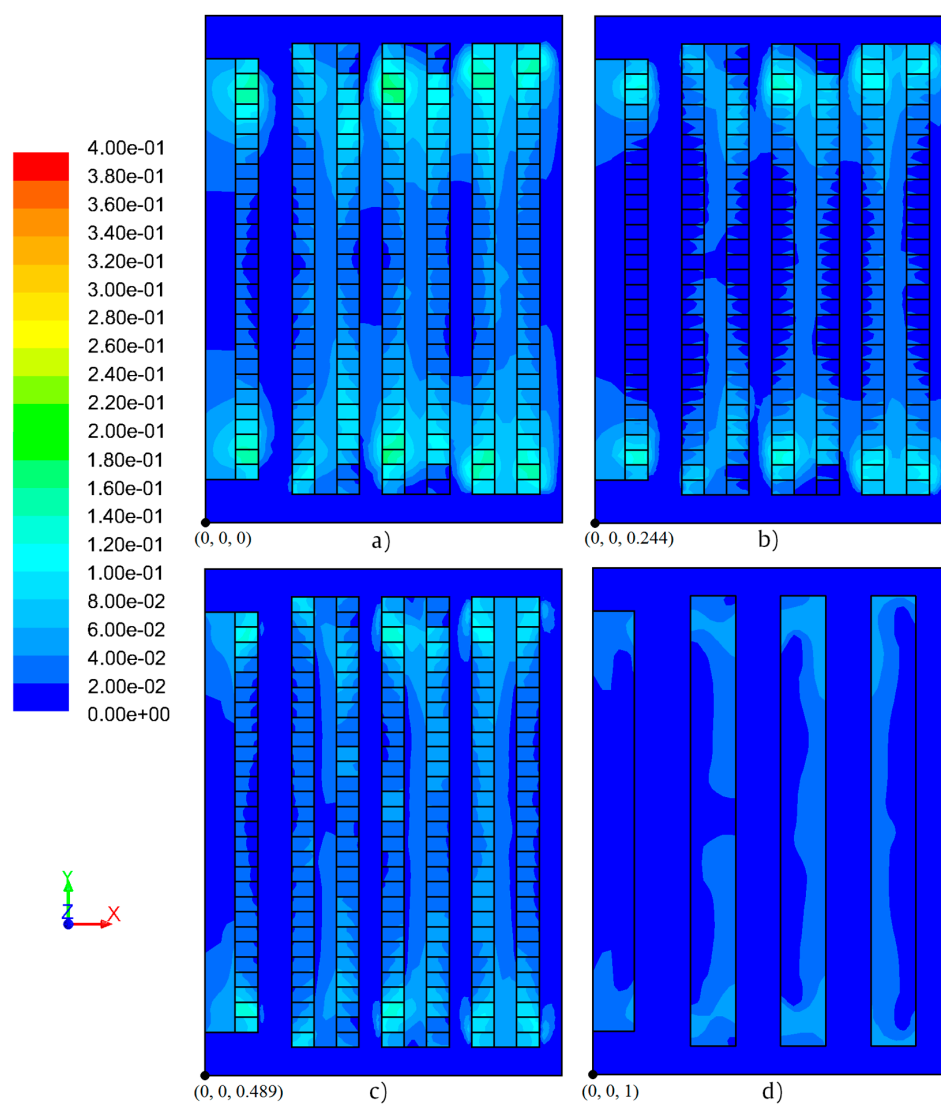 4.00e-01
3.80e-01
3.60e-01
3.40e-01
3.20e-01
3.00e-01
2.80e-01
2.60e-01
2.40e-01
2.20e-01
2.00e-01
1.80e-01
1.60e-01
1.40e-01
1.20e-01
1.00e-01
8.00e-02
6.00e-02
4.00e-02
2.00e-02
0.00e+00
Y
Z
X
(0, 0, 0)
a)
(0, 0, 0.244)
b)
(0, 0, 0.489)
c)
(0, 0, 1)
d)